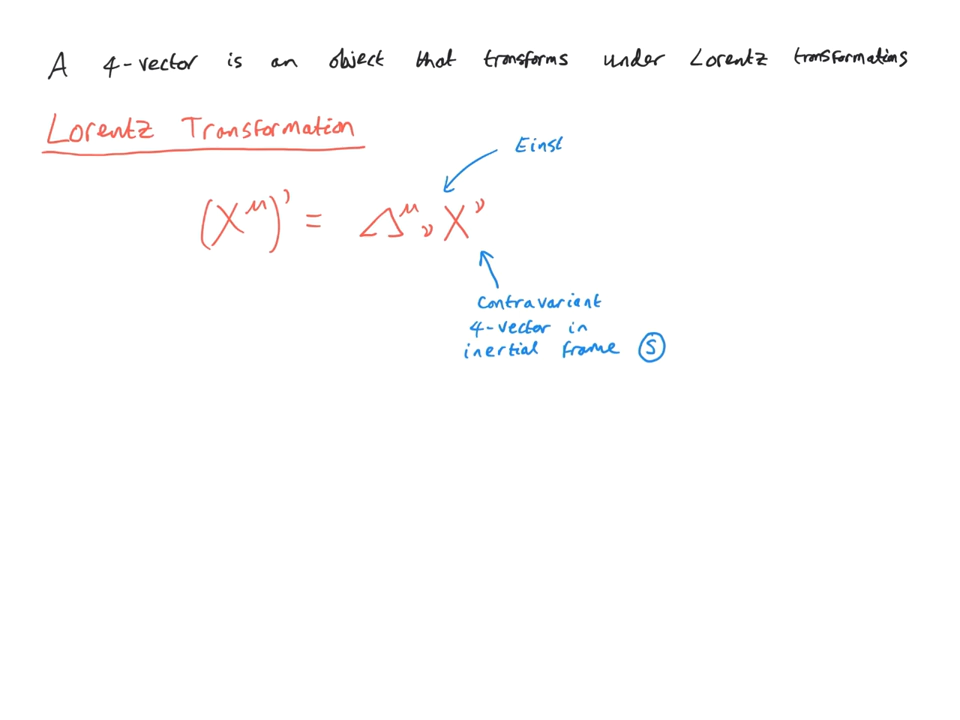 A 4-vector is an object that transforms under Lorentz transformations
Lorentz Transformation
Einst
(X^μ)' = Λ^μ_ν X^ν
Contravariant
4-vector in
inertial frame Ⓢ